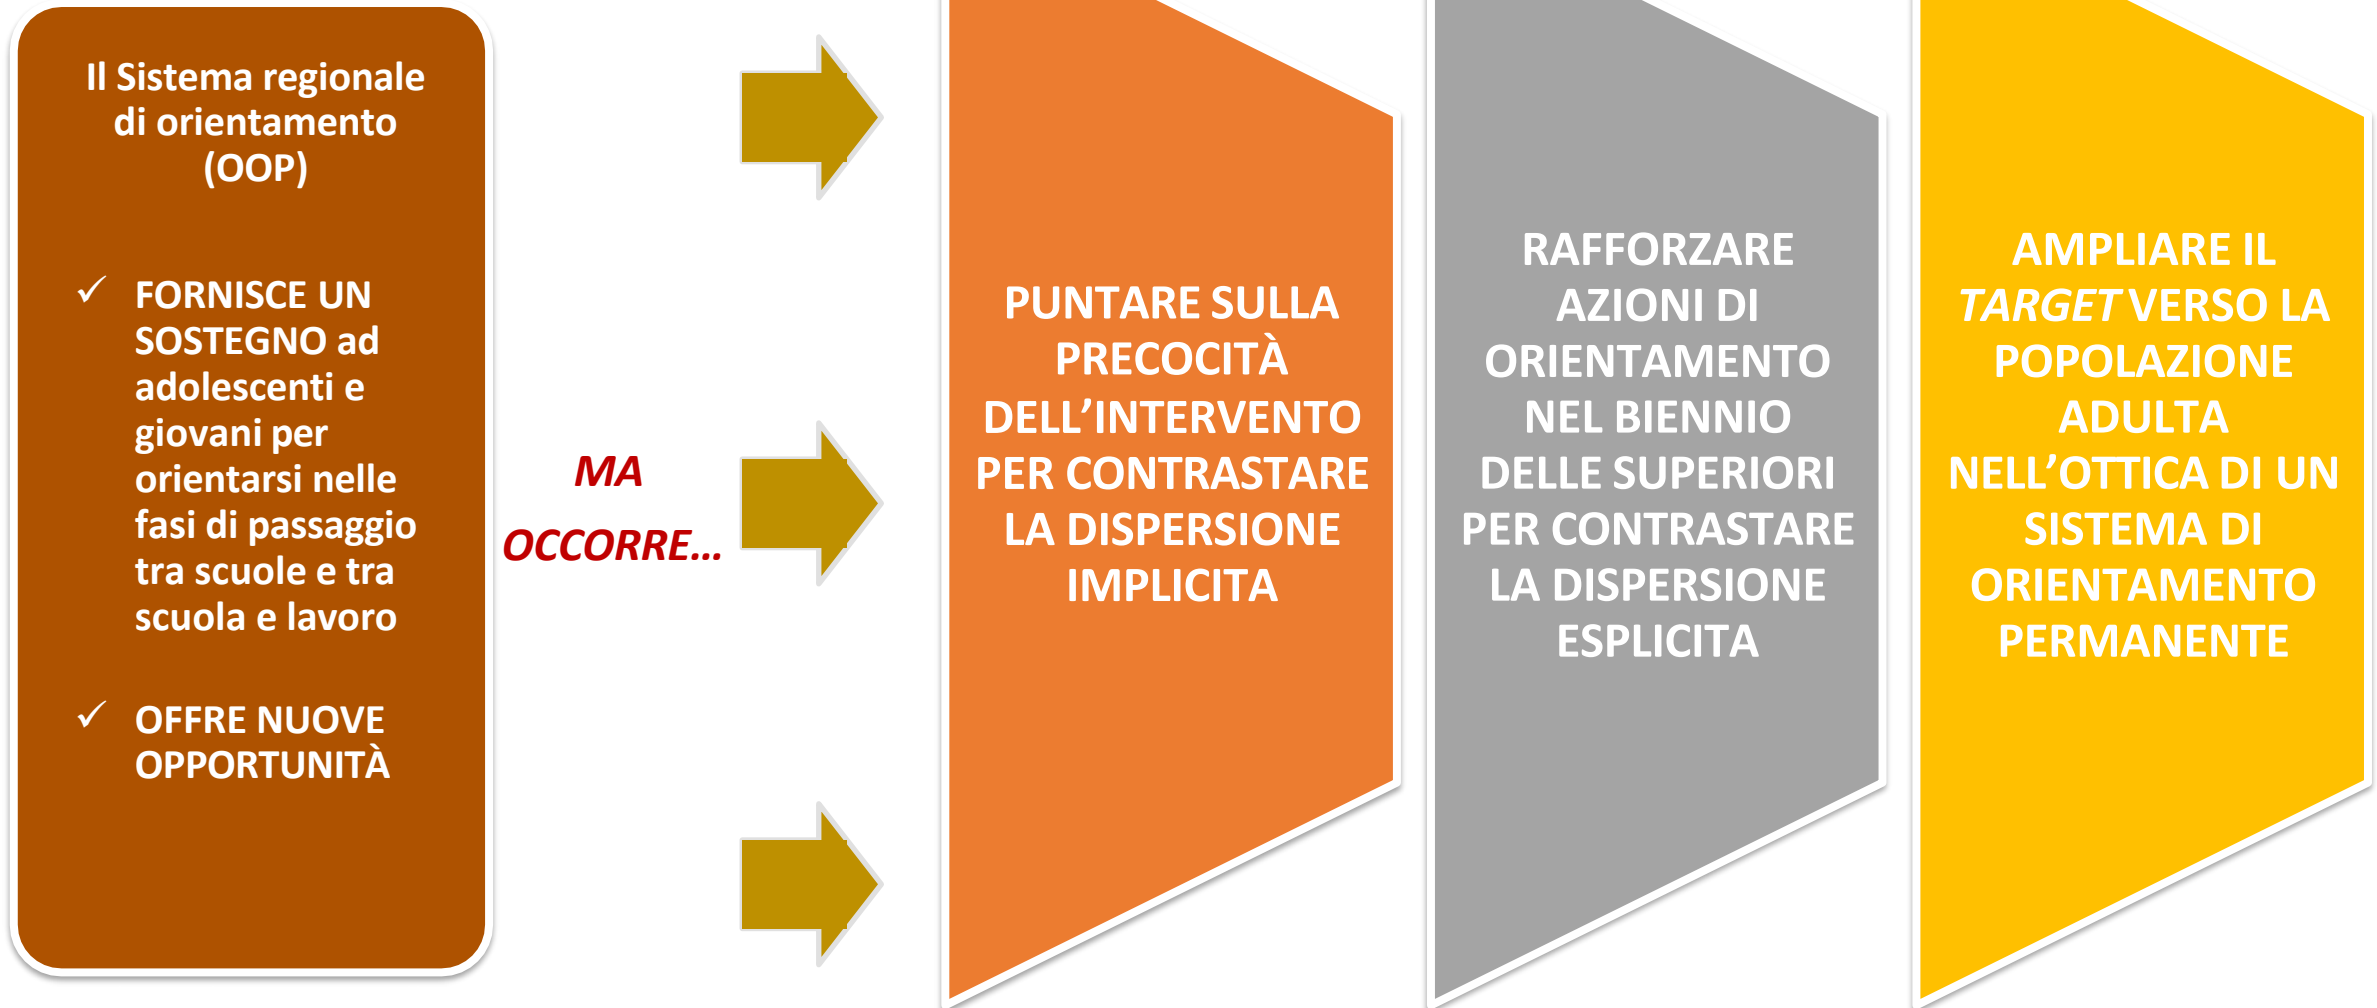 Il Sistema regionale
di orientamento
(OOP)
✓ FORNISCE UN
SOSTEGNO ad
adolescenti e
giovani per
orientarsi nelle
fasi di passaggio
tra scuole e tra
scuola e lavoro
✓ OFFRE NUOVE
OPPORTUNITÀ
MA
OCCORRE...
PUNTARE SULLA
PRECOCITÀ
DELL’INTERVENTO
PER CONTRASTARE
LA DISPERSIONE
IMPLICITA
RAFFORZARE
AZIONI DI
ORIENTAMENTO
NEL BIENNIO
DELLE SUPERIORI
PER CONTRASTARE
LA DISPERSIONE
ESPLICITA
AMPLIARE IL
TARGET VERSO LA
POPOLAZIONE
ADULTA
NELL’OTTICA DI UN
SISTEMA DI
ORIENTAMENTO
PERMANENTE